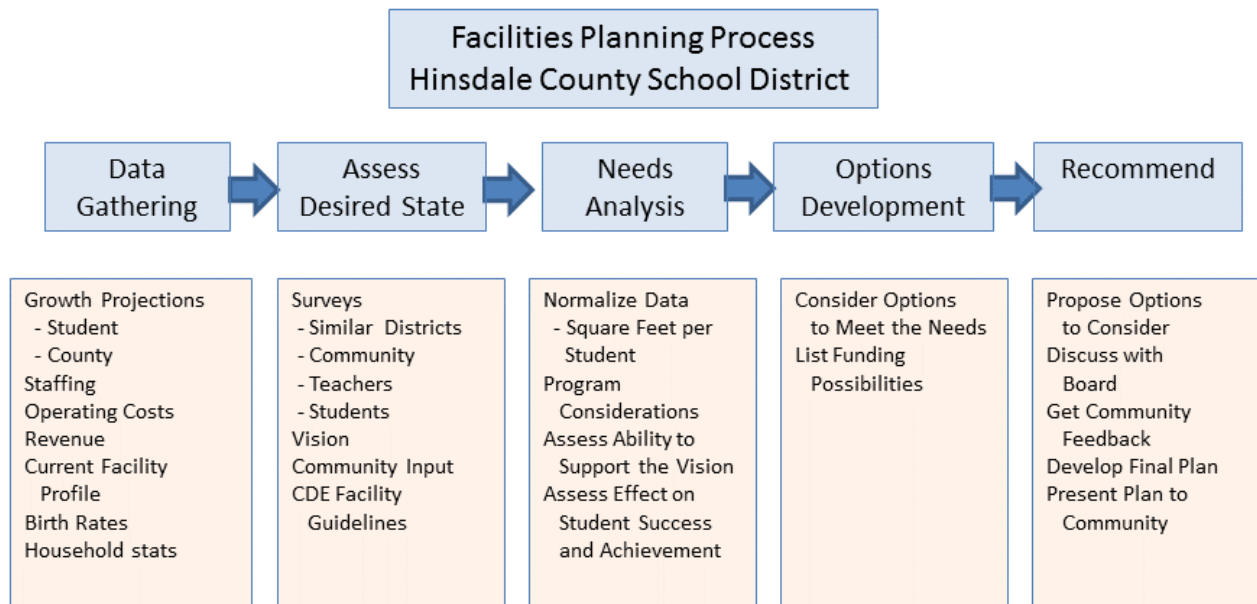 Facilities Planning Process
Hinsdale County School District
Data
Gathering
Assess
Desired State
Needs
Analysis
Options
Development
Recommend
Growth Projections
- Student
- County
Staffing
Operating Costs
Revenue
Current Facility
Profile
Birth Rates
Household stats
Surveys
- Similar Districts
- Community
- Teachers
- Students
Vision
Community Input
CDE Facility
Guidelines
Normalize Data
- Square Feet per
Student
Program
Considerations
Assess Ability to
Support the Vision
Assess Effect on
Student Success
and Achievement
Consider Options
to Meet the Needs
List Funding
Possibilities
Propose Options
to Consider
Discuss with
Board
Get Community
Feedback
Develop Final Plan
Present Plan to
Community